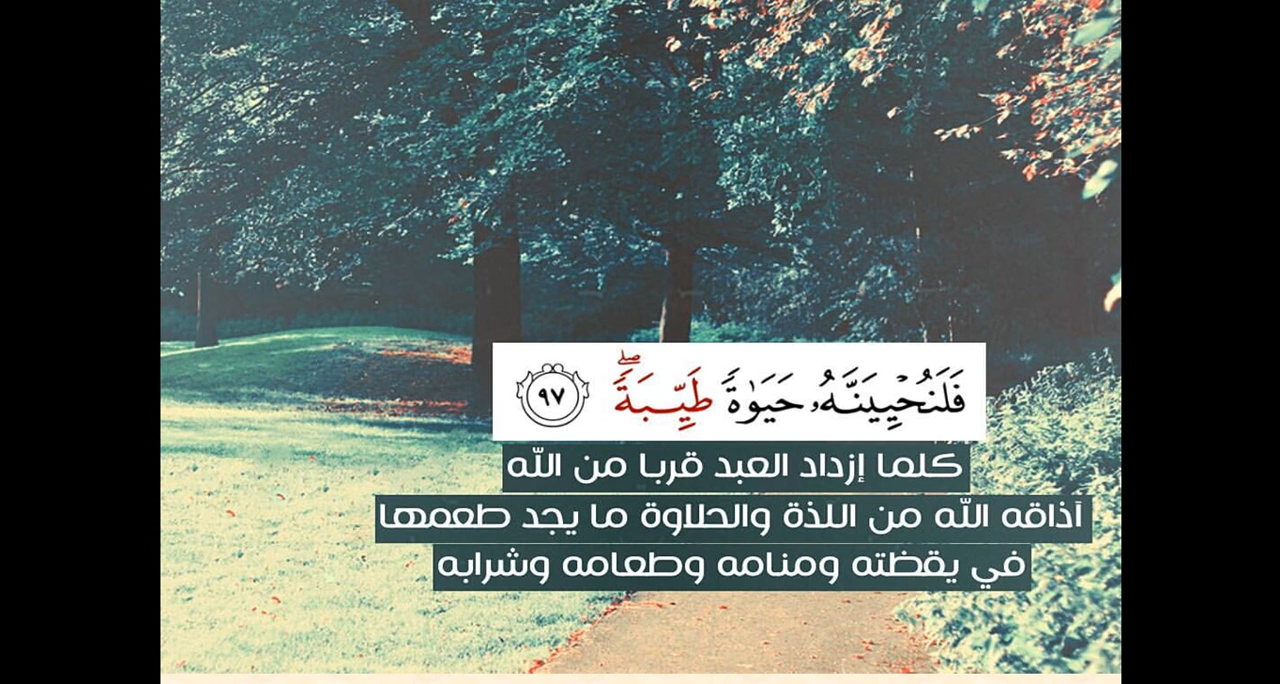 فَلَنُحْيِيَنَّهُۥ حَيَوٰةً طَيِّبَةً ۖ ٩٧
كلما إزداد العبد قربا من الله
أذاقه الله من اللذة والحلاوة ما يجد طعمها
في يقظته ومنامه وطعامه وشرابه